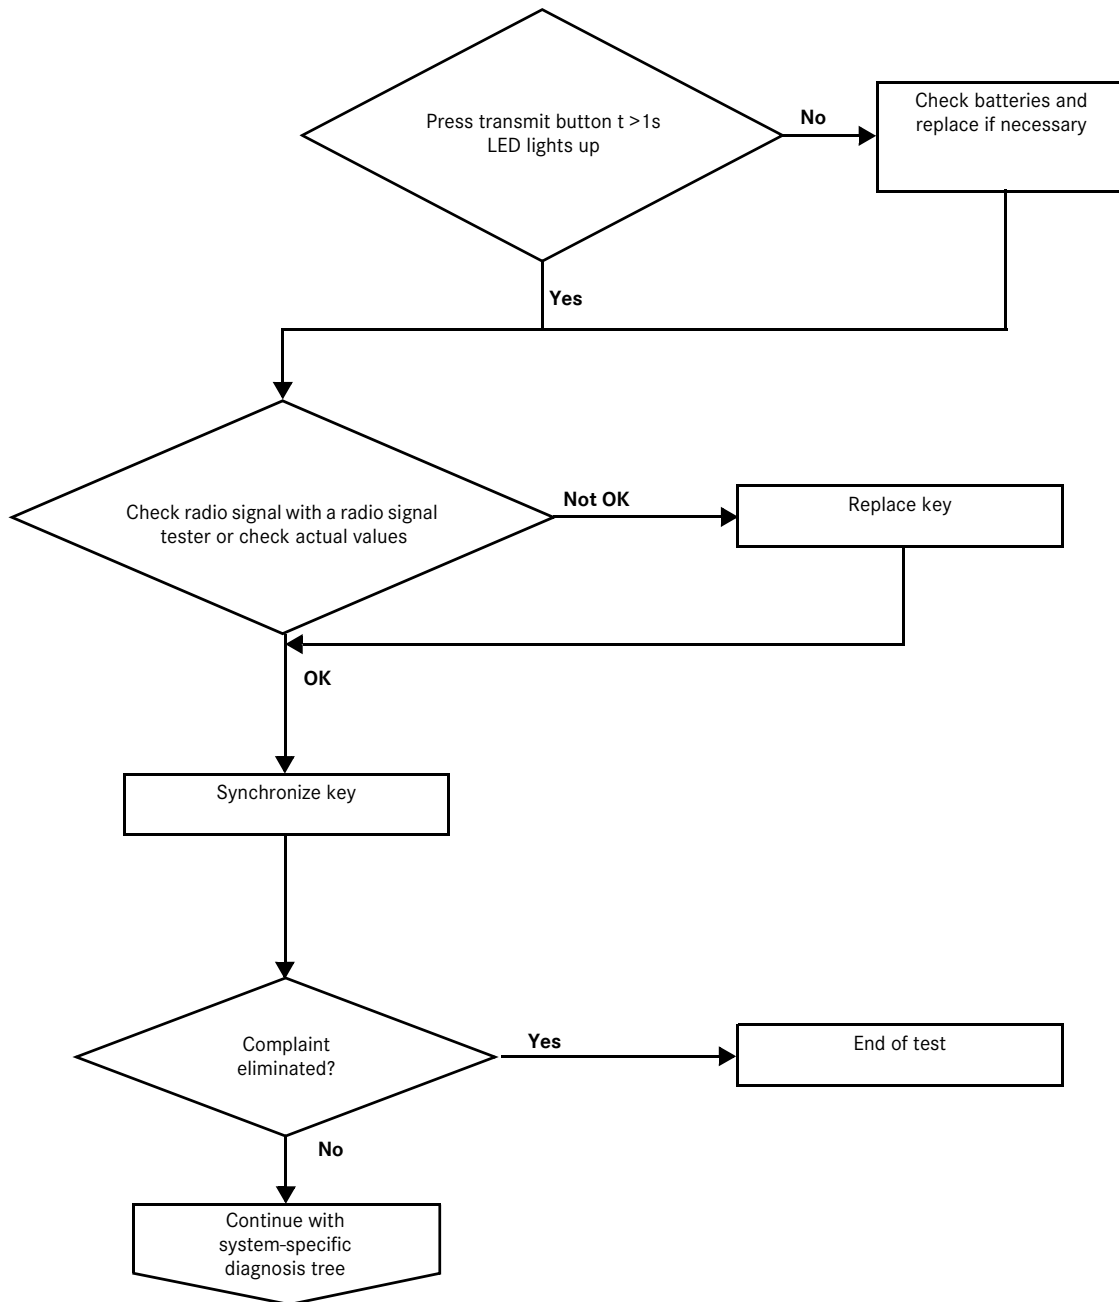 Press transmit button t >1s
LED lights up
No
Check batteries and
replace if necessary
Yes
Check radio signal with a radio signal
tester or check actual values
Not OK
Replace key
OK
Synchronize key
Complaint
eliminated?
Yes
End of test
No
Continue with
system-specific
diagnosis tree